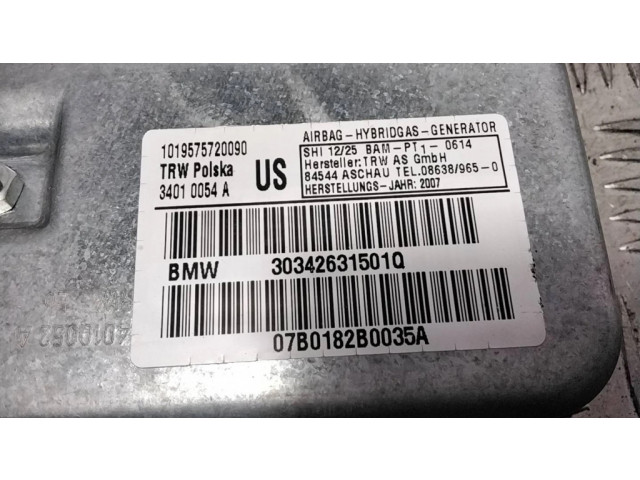 1019575720090
TRW Polska
3401 0054 A
US
AIRBAG-HYBRIDGAS-GENERATOR
SHI 12/25 BAM-PT1-0614
Hersteller:TRW AS GmbH
84544 ASCHAU TEL.08638/965-0
HERSTELLUNGS-JAHR: 2007
BMW 30342631501Q
07B0182B0035A